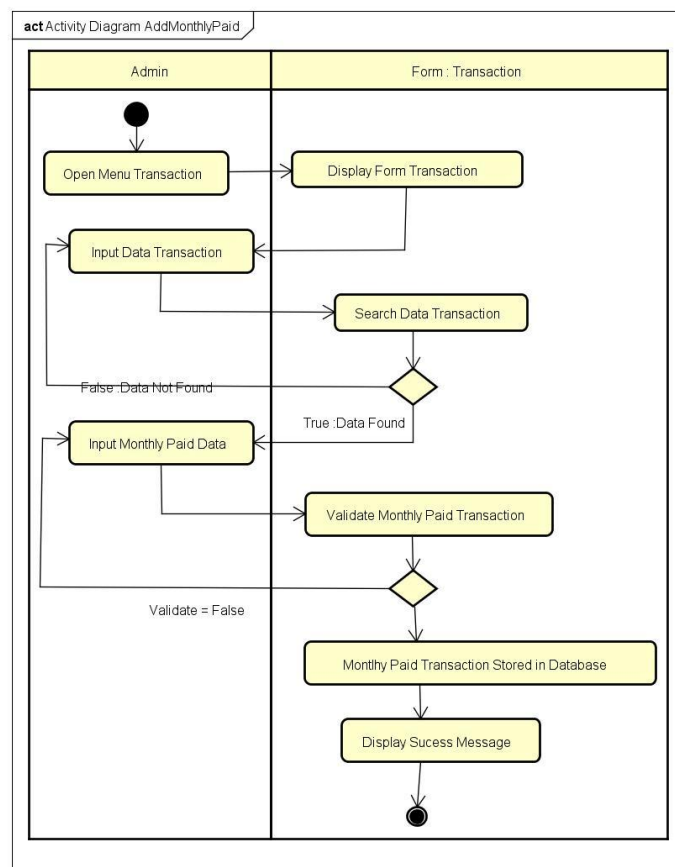 act Activity Diagram AddMonthlyPaid
Admin
Form : Transaction
Open Menu Transaction
Display Form Transaction
Input Data Transaction
Search Data Transaction
False :Data Not Found
True :Data Found
Input Monthly Paid Data
Validate Monthly Paid Transaction
Validate = False
Montlhy Paid Transaction Stored in Database
Display Sucess Message